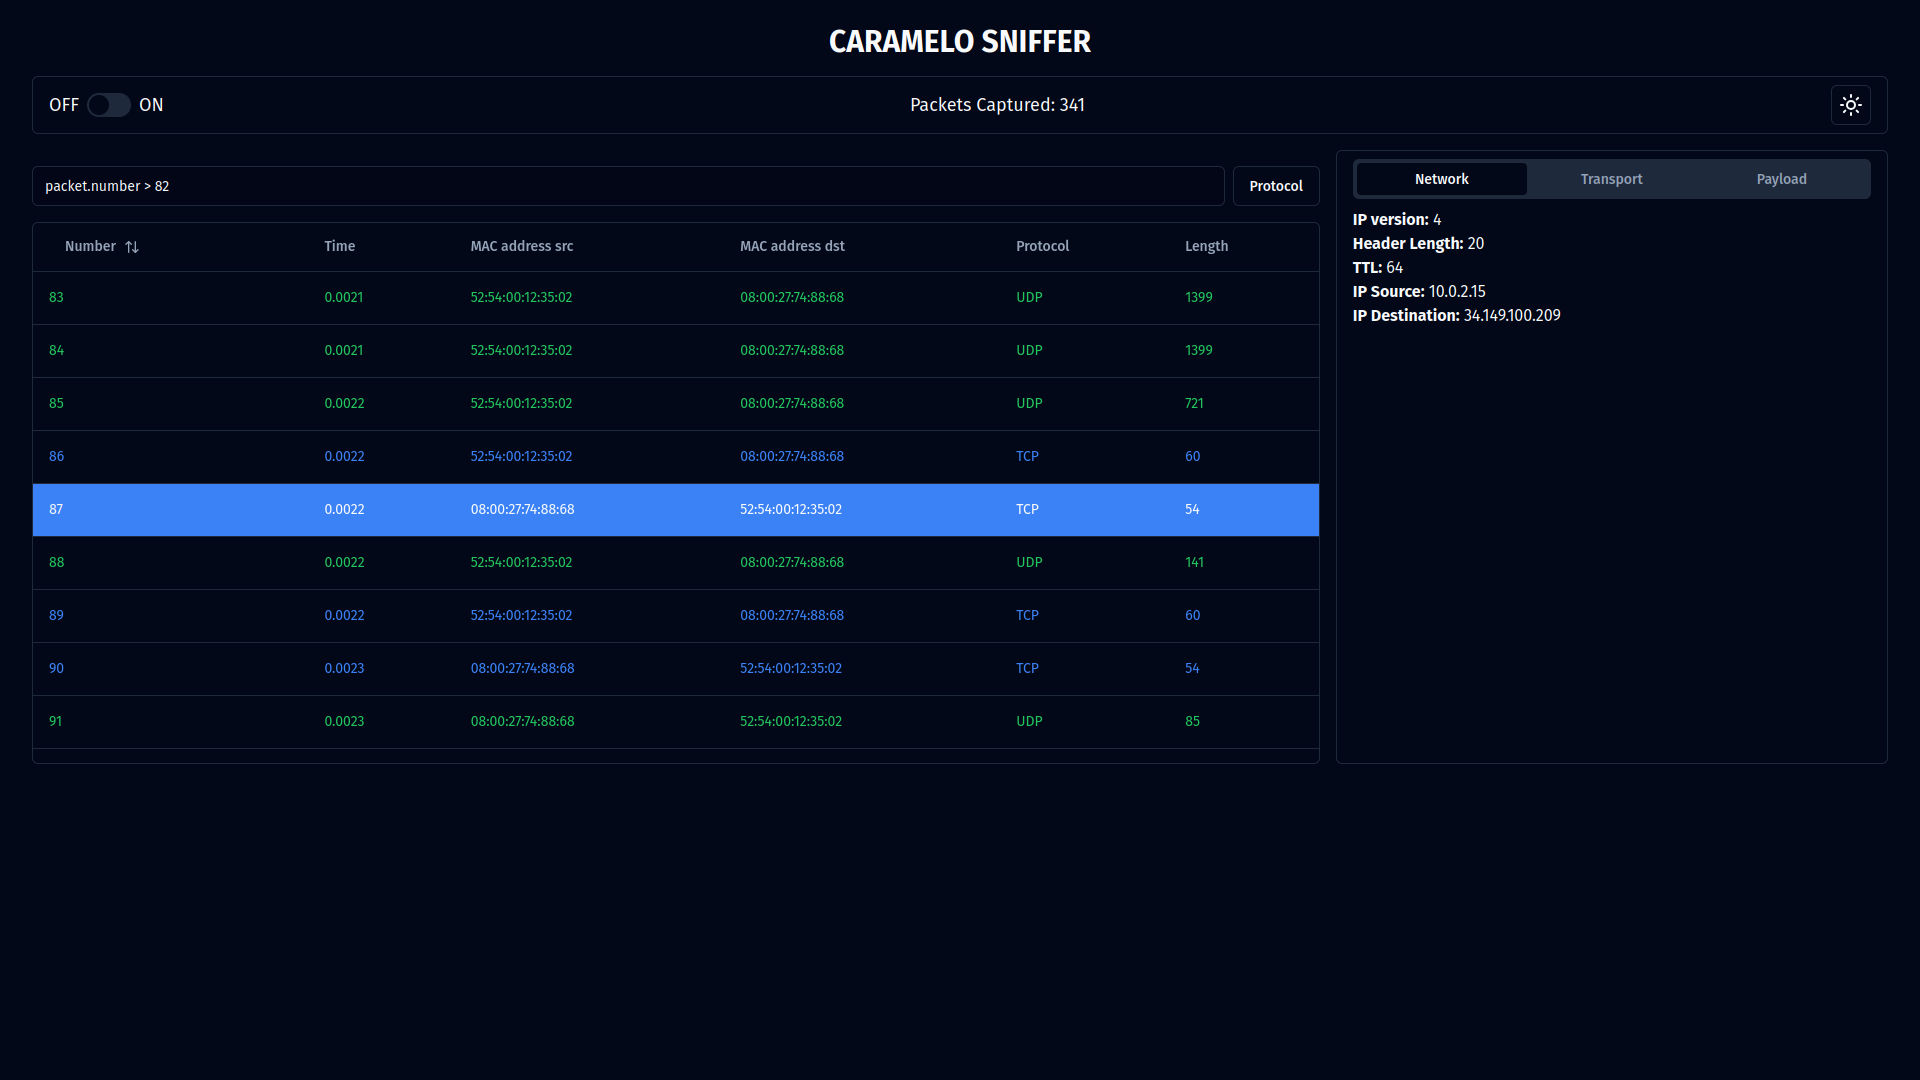 CARAMELO SNIFFER
OFF ON Packets Captured: 341
packet.number > 82 Protocol
Number Time MAC address src MAC address dst Protocol Length
83 0.0021 52:54:00:12:35:02 08:00:27:74:88:68 UDP 1399
84 0.0021 52:54:00:12:35:02 08:00:27:74:88:68 UDP 1399
85 0.0022 52:54:00:12:35:02 08:00:27:74:88:68 UDP 721
86 0.0022 52:54:00:12:35:02 08:00:27:74:88:68 TCP 60
87 0.0022 08:00:27:74:88:68 52:54:00:12:35:02 TCP 54
88 0.0022 52:54:00:12:35:02 08:00:27:74:88:68 UDP 141
89 0.0022 52:54:00:12:35:02 08:00:27:74:88:68 TCP 60
90 0.0023 08:00:27:74:88:68 52:54:00:12:35:02 TCP 54
91 0.0023 08:00:27:74:88:68 52:54:00:12:35:02 UDP 85
Network Transport Payload
IP version: 4
Header Length: 20
TTL: 64
IP Source: 10.0.2.15
IP Destination: 34.149.100.209